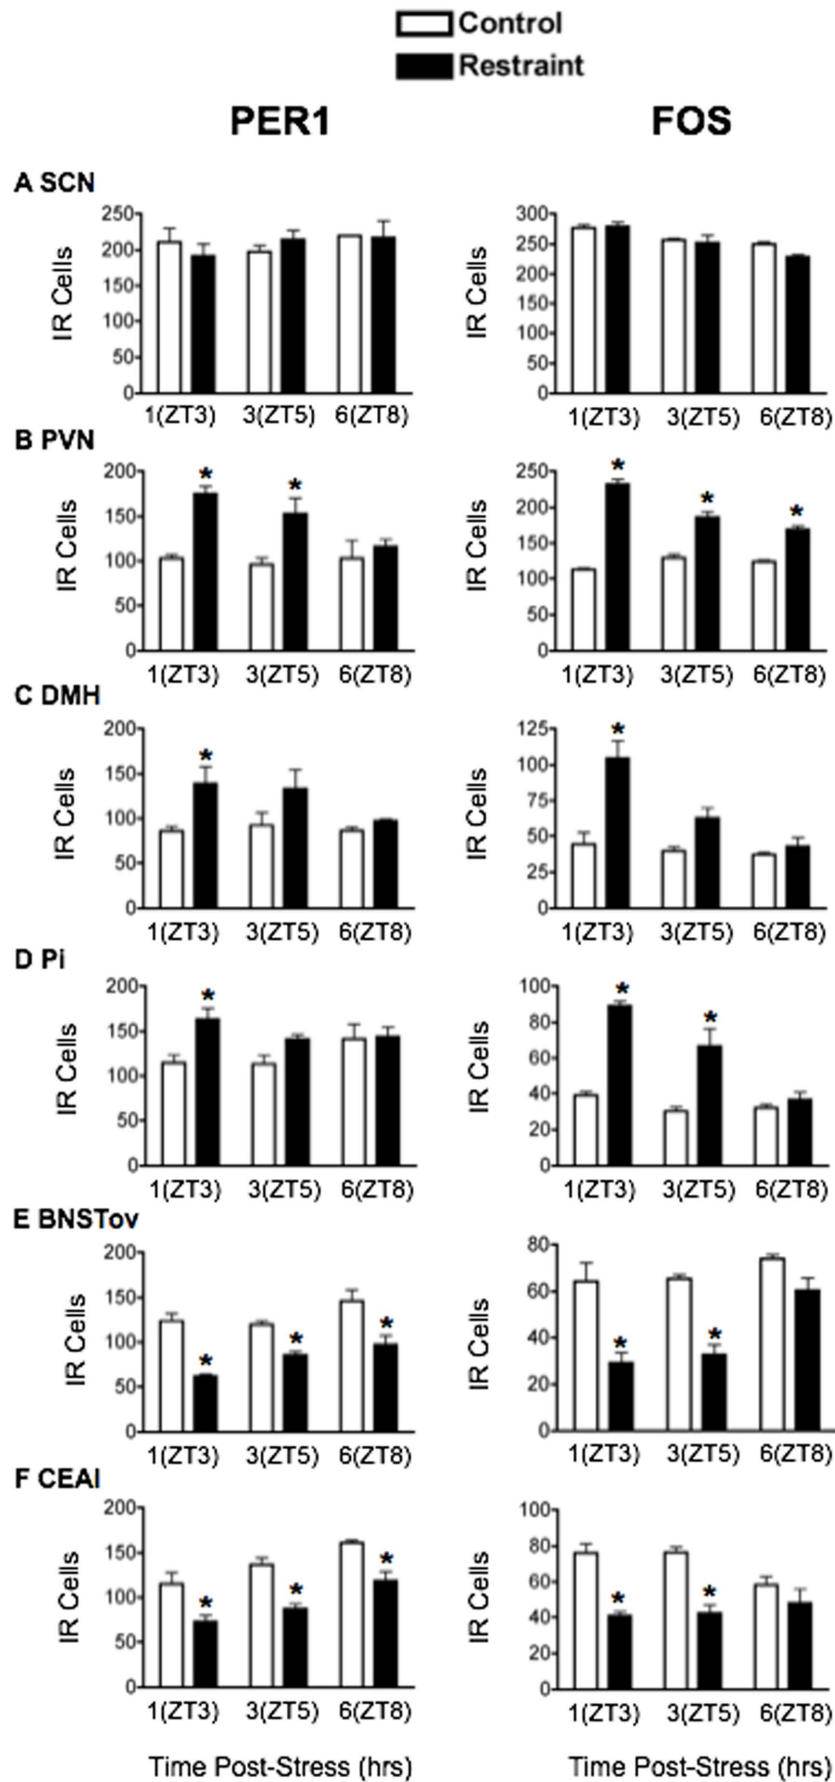 Control
Restraint
PER1 FOS
A SCN
250 300
200 250
150 200
100 150
50 100
0 50
0
IR Cells IR Cells
1(ZT3) 3(ZT5) 6(ZT8) 1(ZT3) 3(ZT5) 6(ZT8)
B PVN
200 250
150 200
100 150
50 100
0 50
0
IR Cells IR Cells
* * * * *
1(ZT3) 3(ZT5) 6(ZT8) 1(ZT3) 3(ZT5) 6(ZT8)
C DMH
200 125
150 100
100 75
50 50
0 25
0
IR Cells IR Cells
* *
1(ZT3) 3(ZT5) 6(ZT8) 1(ZT3) 3(ZT5) 6(ZT8)
D Pi
200 100
150 80
100 60
50 40
0 20
0
IR Cells IR Cells
* * *
1(ZT3) 3(ZT5) 6(ZT8) 1(ZT3) 3(ZT5) 6(ZT8)
E BNSTov
200 80
150 60
100 40
50 20
0 0
IR Cells IR Cells
* * * * *
1(ZT3) 3(ZT5) 6(ZT8) 1(ZT3) 3(ZT5) 6(ZT8)
F CEAl
200 100
150 80
100 60
50 40
0 20
0
IR Cells IR Cells
* * * * *
1(ZT3) 3(ZT5) 6(ZT8) 1(ZT3) 3(ZT5) 6(ZT8)
Time Post-Stress (hrs) Time Post-Stress (hrs)